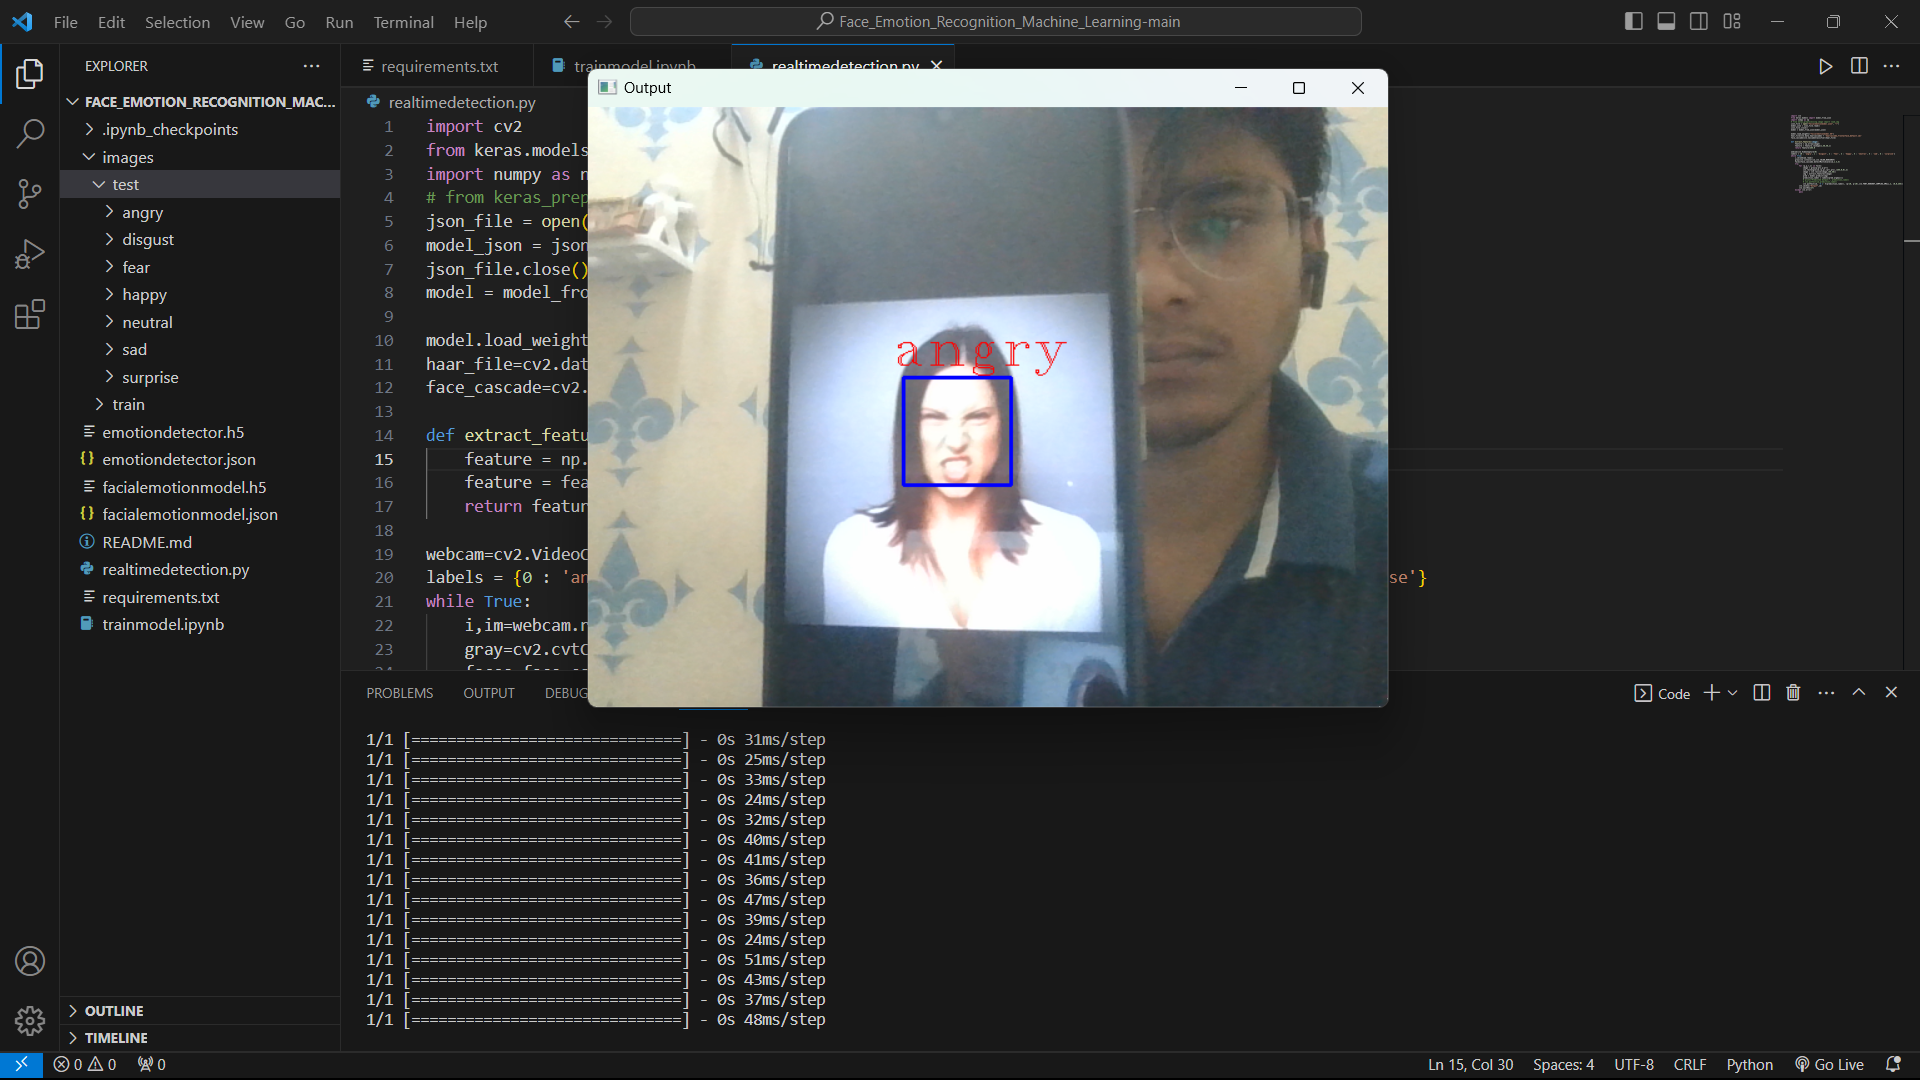 File Edit Selection View Go Run Terminal Help
Face_Emotion_Recognition_Machine_Learning-main
EXPLORER
FACE_EMOTION_RECOGNITION_MAC...
.ipynb_checkpoints
images
test
angry
disgust
fear
happy
neutral
sad
surprise
train
emotiondetector.h5
emotiondetector.json
facialemotionmodel.h5
facialemotionmodel.json
README.md
realtimedetection.py
requirements.txt
trainmodel.ipynb
OUTLINE
TIMELINE
requirements.txt trainmodel.ipynb realtimedetection.py
realtimedetection.py
1 import cv2
2 from keras.models
3 import numpy as n
4 # from keras_prep
5 json_file = open(
6 model_json = json
7 json_file.close()
8 model = model_fro
9
10 model.load_weight
11 haar_file=cv2.dat
12 face_cascade=cv2.
13
14 def extract_featu
15 feature = np.
16 feature = fea
17 return featur
18
19 webcam=cv2.VideoC
20 labels = {0 : 'an se'}
21 while True:
22 i,im=webcam.r
23 gray=cv2.cvtC
Output
angry
PROBLEMS OUTPUT DEBUG
Code
1/1 [==============================] - 0s 31ms/step
1/1 [==============================] - 0s 25ms/step
1/1 [==============================] - 0s 33ms/step
1/1 [==============================] - 0s 24ms/step
1/1 [==============================] - 0s 32ms/step
1/1 [==============================] - 0s 40ms/step
1/1 [==============================] - 0s 41ms/step
1/1 [==============================] - 0s 36ms/step
1/1 [==============================] - 0s 47ms/step
1/1 [==============================] - 0s 39ms/step
1/1 [==============================] - 0s 24ms/step
1/1 [==============================] - 0s 51ms/step
1/1 [==============================] - 0s 43ms/step
1/1 [==============================] - 0s 37ms/step
1/1 [==============================] - 0s 48ms/step
0 0 0
Ln 15, Col 30 Spaces: 4 UTF-8 CRLF Python Go Live